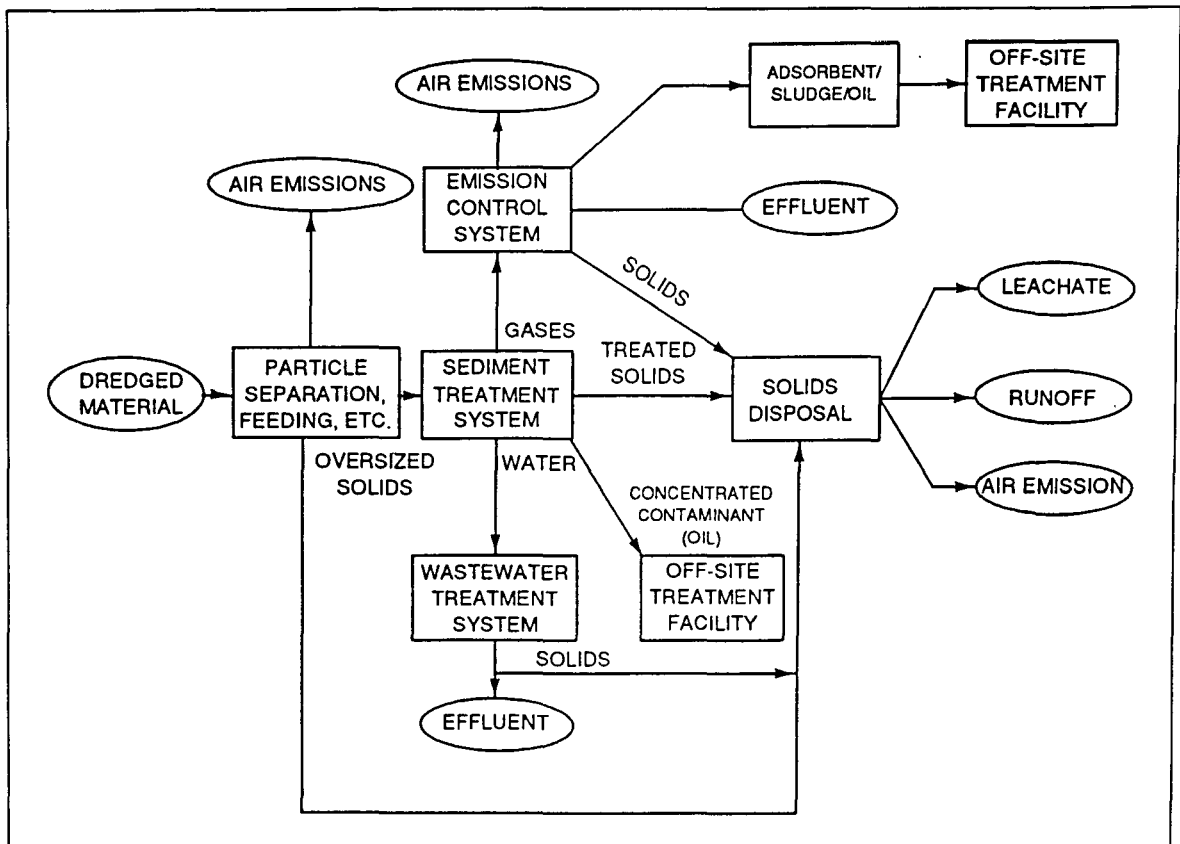 AIR EMISSIONS
ADSORBENT/
SLUDGE/OIL
OFF-SITE
TREATMENT
FACILITY
AIR EMISSIONS
EMISSION
CONTROL
SYSTEM
EFFLUENT
SOLIDS
LEACHATE
GASES
DREDGED
MATERIAL
PARTICLE
SEPARATION,
FEEDING, ETC.
SEDIMENT
TREATMENT
SYSTEM
TREATED
SOLIDS
SOLIDS
DISPOSAL
RUNOFF
OVERSIZED
SOLIDS
WATER
CONCENTRATED
CONTAMINANT
(OIL)
AIR EMISSION
WASTEWATER
TREATMENT
SYSTEM
OFF-SITE
TREATMENT
FACILITY
SOLIDS
EFFLUENT